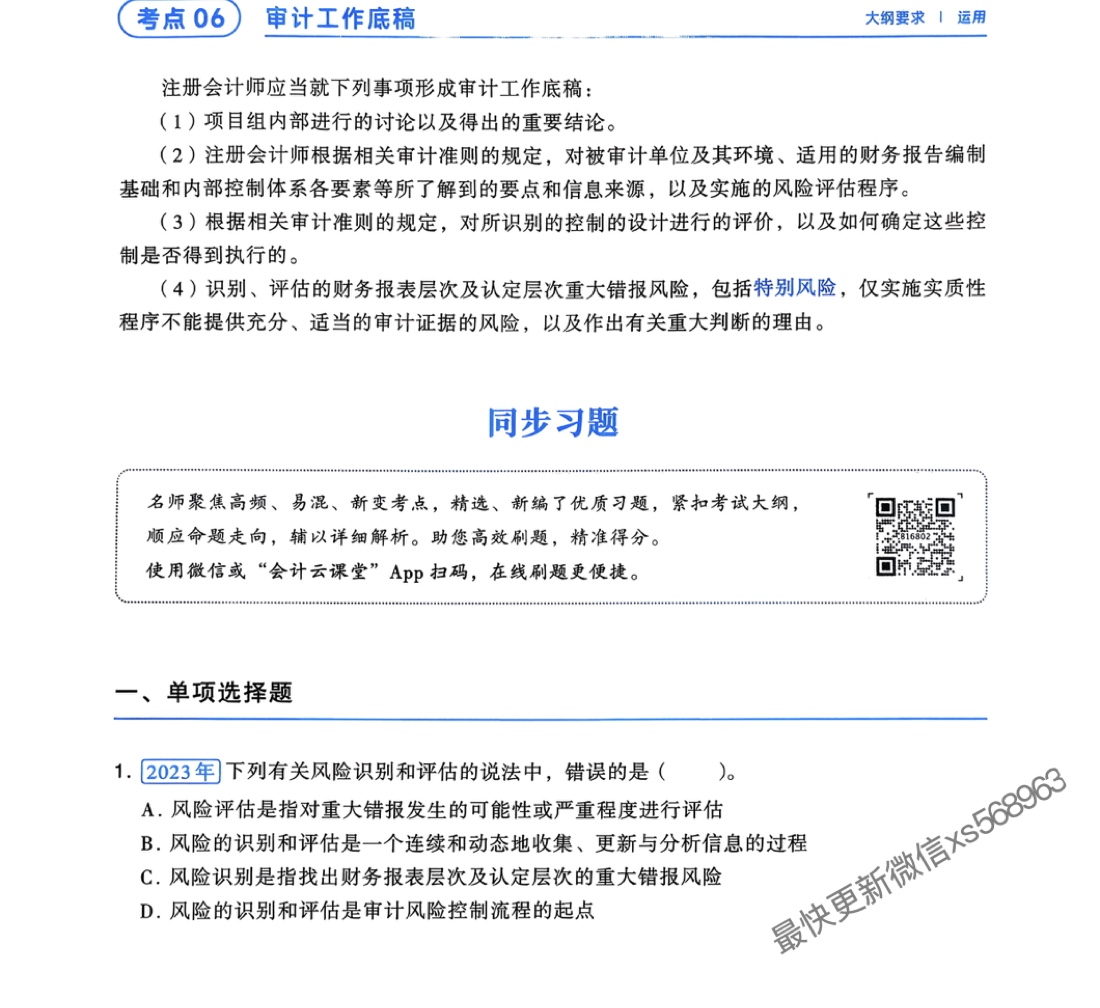 考点 06 审计工作底稿 大纲要求 | 运用
注册会计师应当就下列事项形成审计工作底稿：
（1）项目组内部进行的讨论以及得出的重要结论。
（2）注册会计师根据相关审计准则的规定，对被审计单位及其环境、适用的财务报告编制
基础和内部控制体系各要素等所了解到的要点和信息来源，以及实施的风险评估程序。
（3）根据相关审计准则的规定，对所识别的控制的设计进行的评价，以及如何确定这些控
制是否得到执行的。
（4）识别、评估的财务报表层次及认定层次重大错报风险，包括特别风险，仅实施实质性
程序不能提供充分、适当的审计证据的风险，以及作出有关重大判断的理由。
同步习题
名师聚焦高频、易混、新变考点，精选、新编了优质习题，紧扣考试大纲，
顺应命题走向，辅以详细解析。助您高效刷题，精准得分。
使用微信或“会计云课堂”App 扫码，在线刷题更便捷。
816802
一、单项选择题
1. 2023 年 下列有关风险识别和评估的说法中，错误的是（ ）。
A. 风险评估是指对重大错报发生的可能性或严重程度进行评估
B. 风险的识别和评估是一个连续和动态地收集、更新与分析信息的过程
C. 风险识别是指找出财务报表层次及认定层次的重大错报风险
D. 风险的识别和评估是审计风险控制流程的起点
最快更新微信xs568963